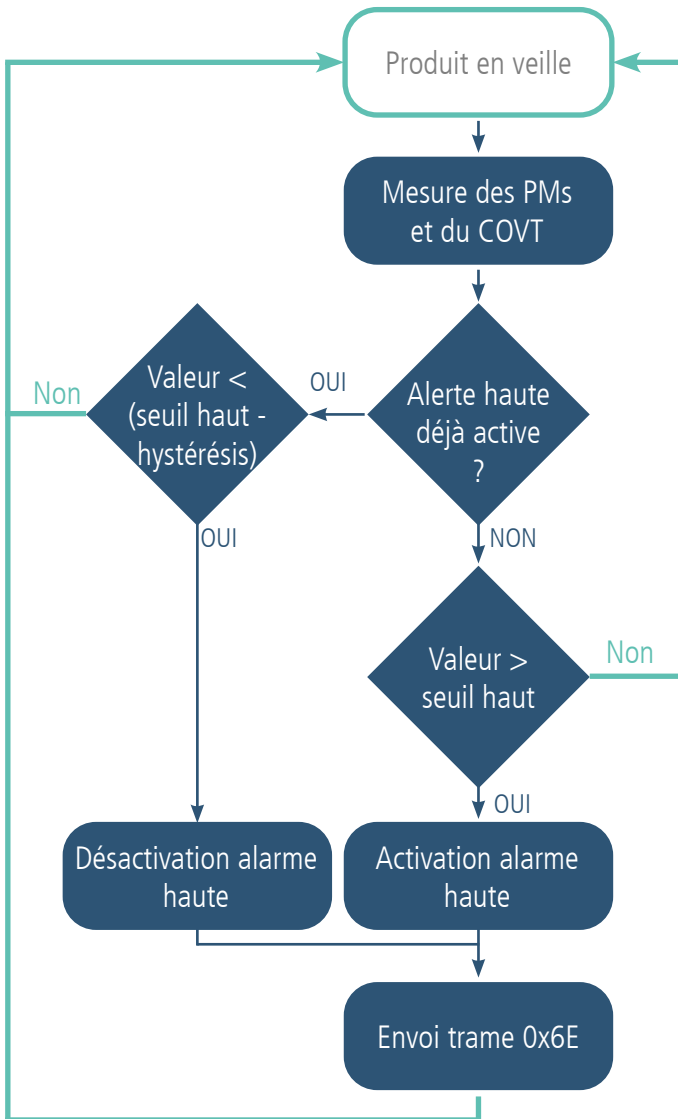 Produit en veille
Mesure des PMs
et du COVT
Alerte haute
déjà active
?
OUI
Valeur <
(seuil haut -
hystérésis)
Non
OUI
NON
Valeur >
seuil haut
Non
OUI
Désactivation alarme
haute
Activation alarme
haute
Envoi trame 0x6E